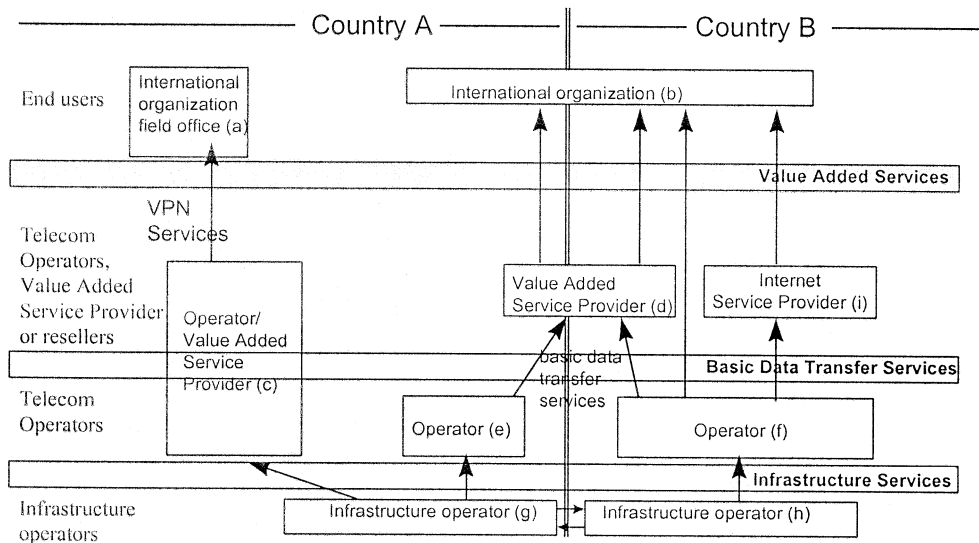 Country A
Country B
End users
International
organization
field office (a)
International organization (b)
Value Added Services
VPN
Services
Telecom
Operators,
Value Added
Service Provider
or resellers
Operator/
Value Added
Service
Provider (c)
Value Added
Service Provider (d)
Internet
Service Provider (i)
basic data
transfer
services
Basic Data Transfer Services
Telecom
Operators
Operator (e)
Operator (f)
Infrastructure Services
Infrastructure
operators
Infrastructure operator (g)
Infrastructure operator (h)